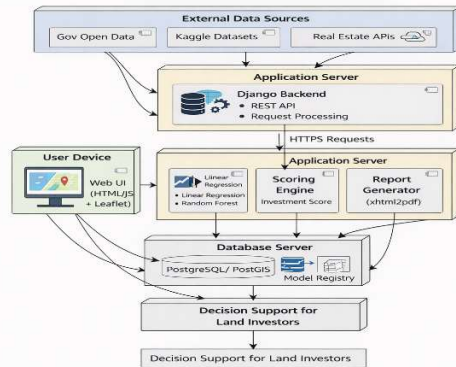 External Data Sources
Gov Open Data
Kaggle Datasets
Real Estate APIs
Application Server
Django Backend
• REST API
• Request Processing
HTTPS Requests
User Device
Web UI
(HTML/JS
+ Leaflet)
Application Server
Linear
Regression
• Linear Regression
• Random Forest
Scoring
Engine
Investment Score
Report
Generator
(xhtml2pdf)
Database Server
PostgreSQL/ PostGIS
Model Registry
Decision Support for
Land Investors
Decision Support for Land Investors